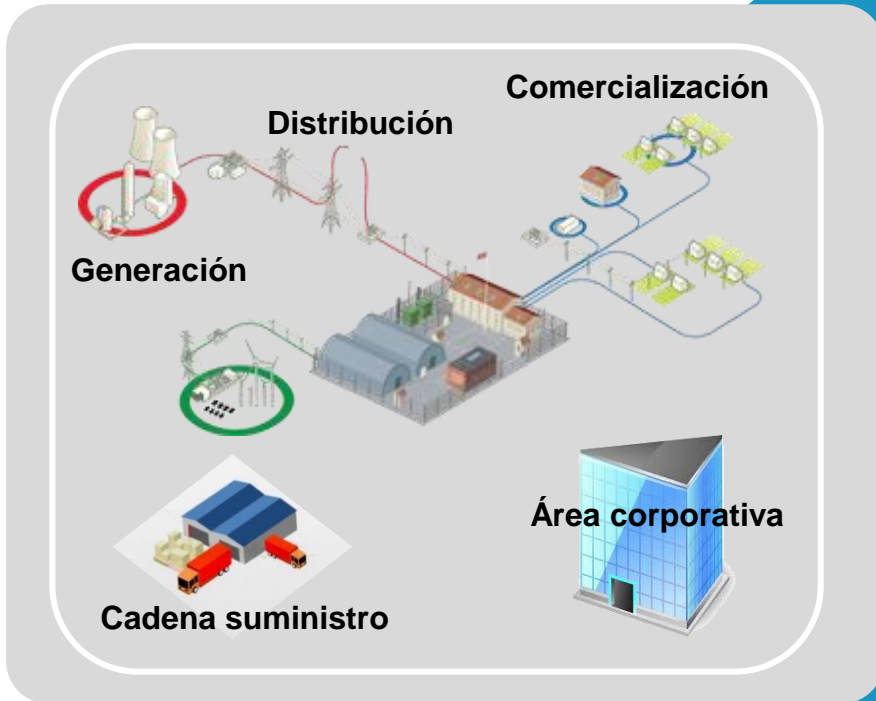 Comercialización
Distribución
Generación
Área corporativa
Cadena suministro